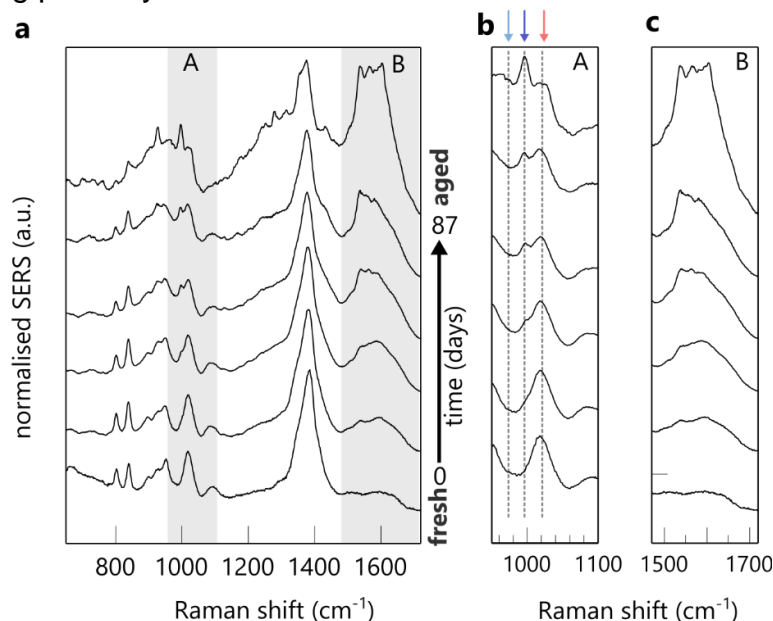 a
b
c
A
B
A
B
normalised SERS (a.u.)
fresh
0
time (days)
87
aged
800 1000 1200 1400 1600
1000 1100
1500 1700
Raman shift (cm-1)
Raman shift (cm-1)